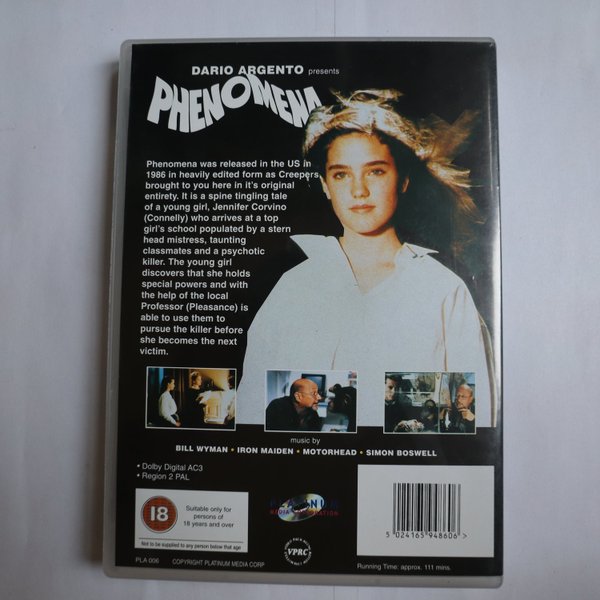 DARIO ARGENTO presents
PHENOMENA
Phenomena was released in the US in
1986 in heavily edited form as Creepers,
brought to you here in it's original
entirety. It is a spine tingling tale
of a young girl, Jennifer Corvino
(Connelly) who arrives at a top
girl's school populated by a stern
head mistress, taunting
classmates and a psychotic
killer. The young girl
discovers that she holds
special powers and with
the help of the local
Professor (Pleasance) is
able to use them to
pursue the killer before
she becomes the next
victim.
music by
BILL WYMAN • IRON MAIDEN • MOTORHEAD • SIMON BOSWELL
• Dolby Digital AC3
• Region 2 PAL
18
Suitable only for
persons of
18 years and over
Not to be supplied to any person below that age
PLATINUM
MEDIA CORPORATION
VPRC
5 024165 948606 >
PLA 006
COPYRIGHT PLATINUM MEDIA CORP
Running Time: approx. 111 mins.